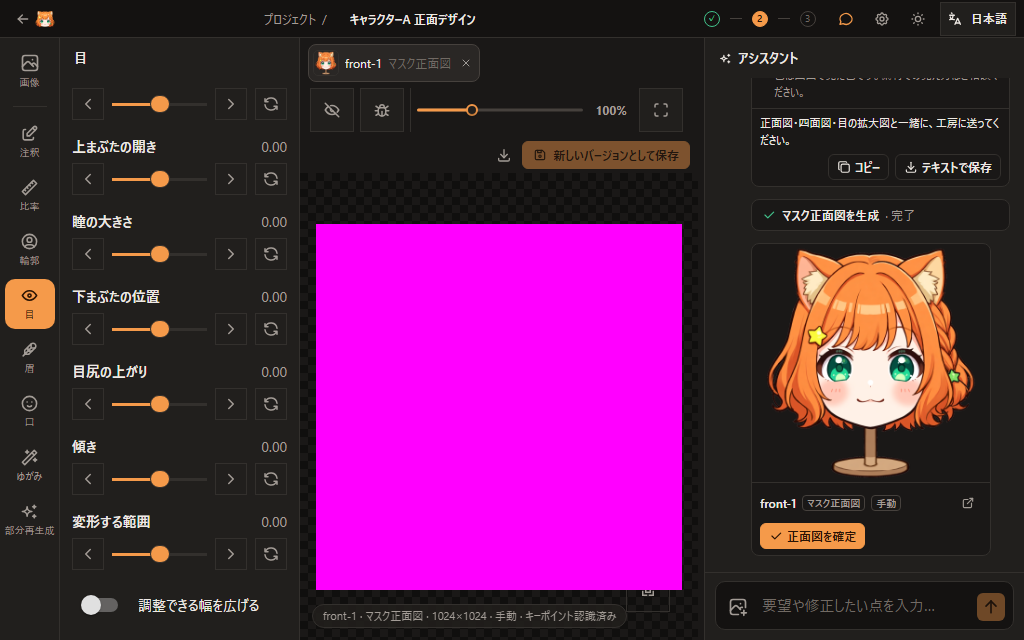 プロジェクト / キャラクターA 正面デザイン
2
3
日本語
画像
注釈
比率
輪郭
目
眉
口
ゆがみ
部分再生成
目
上まぶたの開き 0.00
瞳の大きさ 0.00
下まぶたの位置 0.00
目尻の上がり 0.00
傾き 0.00
変形する範囲 0.00
調整できる幅を広げる
front-1 マスク正面図
100%
新しいバージョンとして保存
front-1 · マスク正面図 · 1024×1024 · 手動 · キーポイント認識済み
アシスタント
ださい。
正面図・四面図・目の拡大図と一緒に、工房に送ってく
ださい。
コピー
テキストで保存
マスク正面図を生成 · 完了
front-1 マスク正面図 手動
正面図を確定
要望や修正したい点を入力...